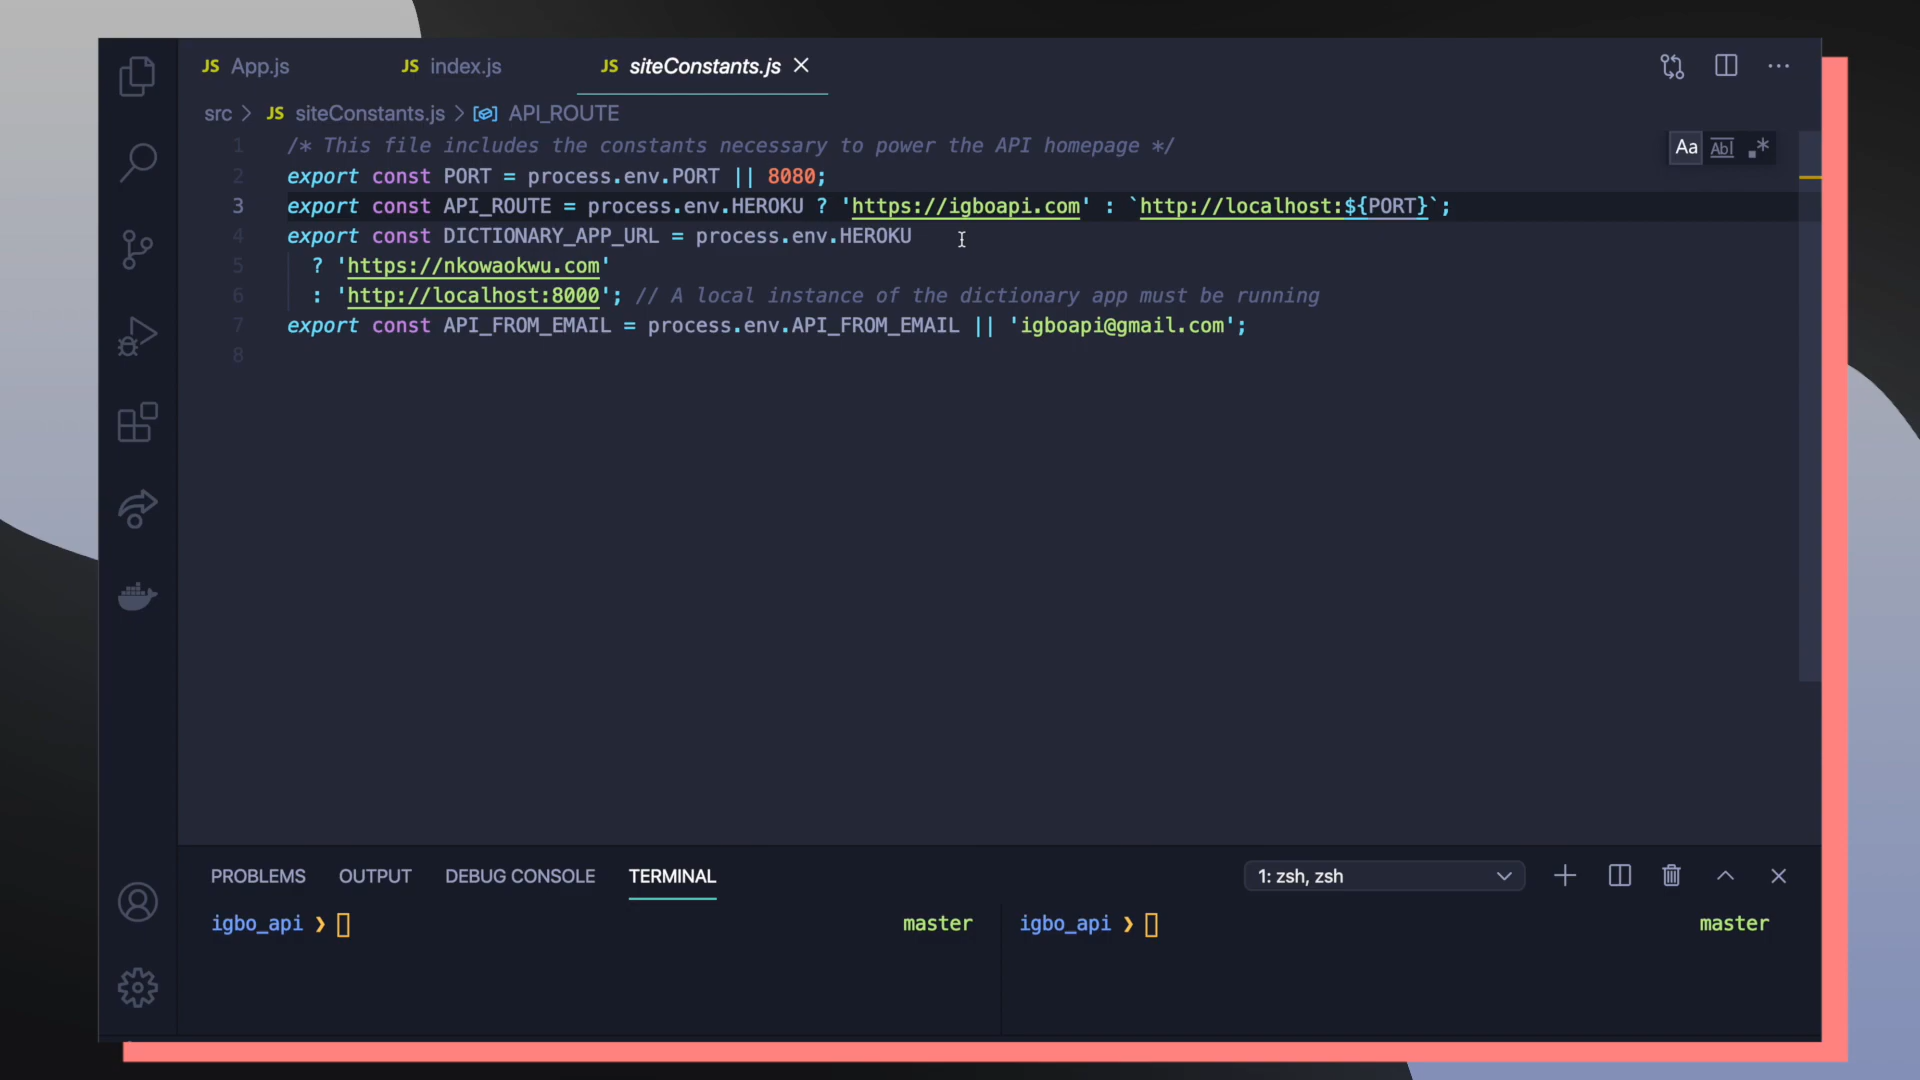 JS App.js JS index.js JS siteConstants.js
src > JS siteConstants.js > API_ROUTE
Aa Abl .*
1 /* This file includes the constants necessary to power the API homepage */
2 export const PORT = process.env.PORT || 8080;
3 export const API_ROUTE = process.env.HEROKU ? 'https://igboapi.com' : `http://localhost:${PORT}`;
4 export const DICTIONARY_APP_URL = process.env.HEROKU
5 ? 'https://nkowaokwu.com'
6 : 'http://localhost:8000'; // A local instance of the dictionary app must be running
7 export const API_FROM_EMAIL = process.env.API_FROM_EMAIL || 'igboapi@gmail.com';
8
PROBLEMS OUTPUT DEBUG CONSOLE TERMINAL 1: zsh, zsh
igbo_api ❯ master igbo_api ❯ master